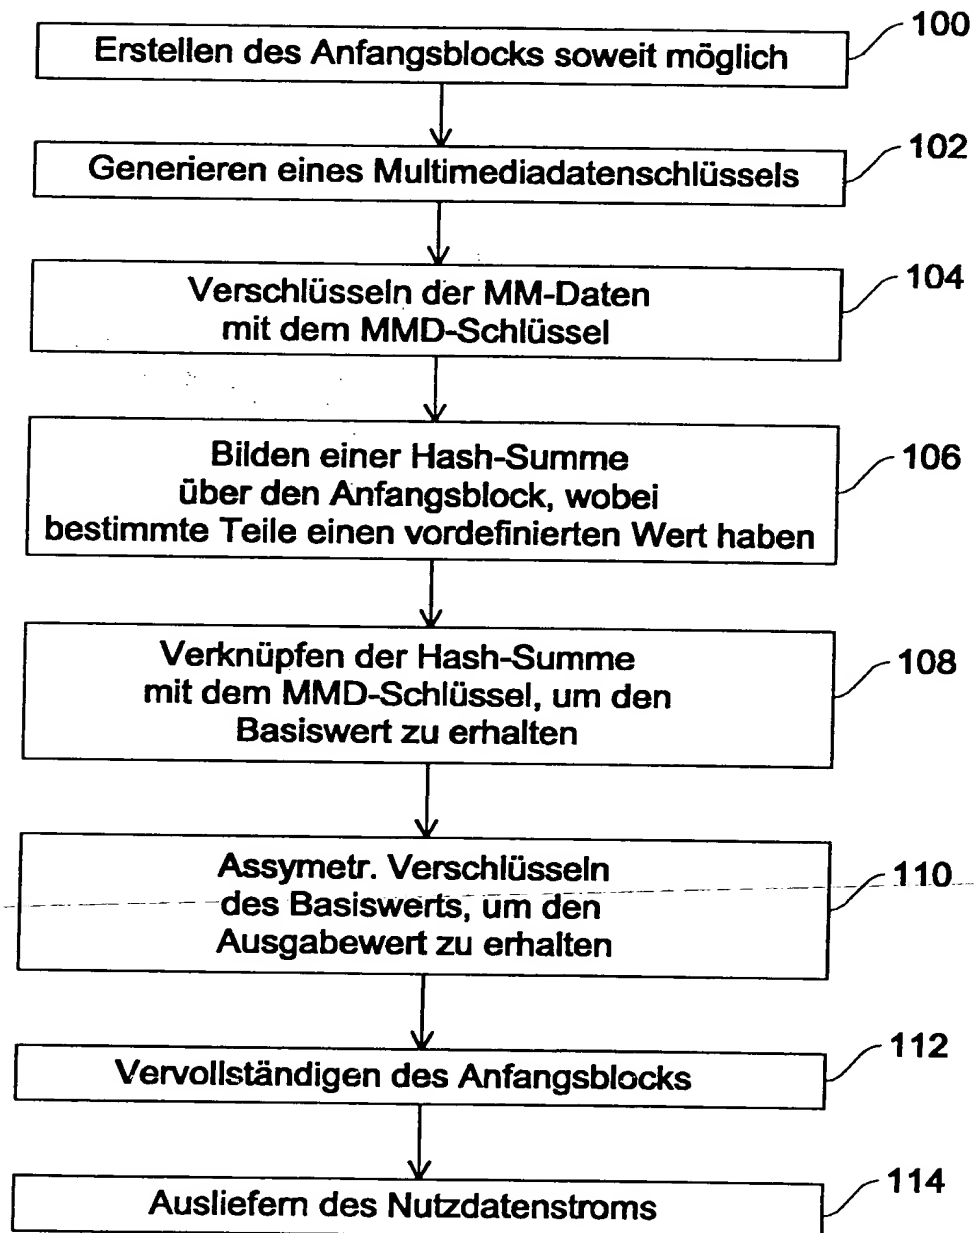 100
Erstellen des Anfangsblocks soweit möglich
102
Generieren eines Multimediadatenschlüssels
104
Verschlüsseln der MM-Daten
mit dem MMD-Schlüssel
106
Bilden einer Hash-Summe
über den Anfangsblock, wobei
bestimmte Teile einen vordefinierten Wert haben
108
Verknüpfen der Hash-Summe
mit dem MMD-Schlüssel, um den
Basiswert zu erhalten
110
Assymetr. Verschlüsseln
des Basiswerts, um den
Ausgabewert zu erhalten
112
Vervollständigen des Anfangsblocks
114
Ausliefern des Nutzdatenstroms